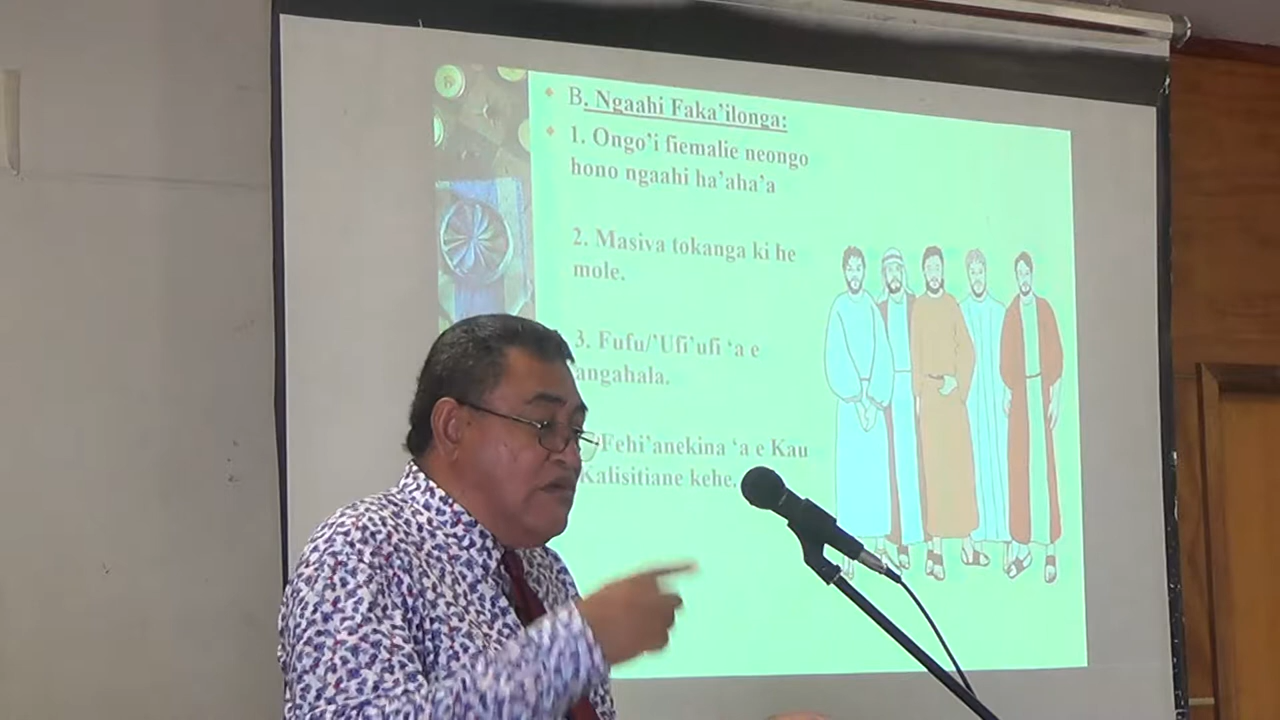 B. Ngaahi Faka’ilonga:
1. Ongo’i fiemalie neongo
hono ngaahi ha’aha’a
2. Masiva tokanga ki he
mole.
3. Fufu/’Ufi’ufi ‘a e
angahala.
Fehi’anekina ‘a e Kau
Kalisitiane kehe.